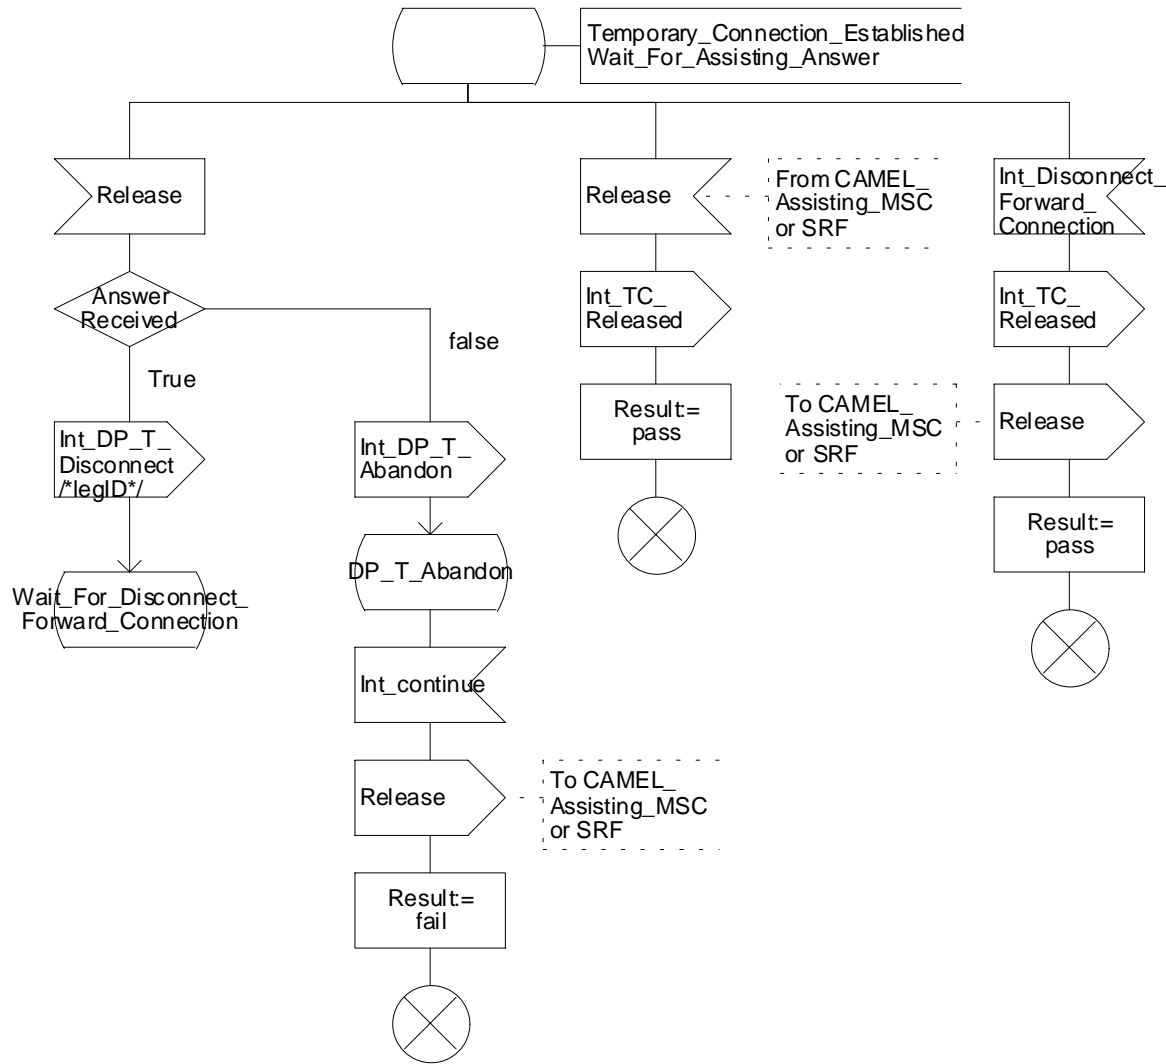 Temporary_Connection_Established
Wait_For_Assisting_Answer
Release
Release
From CAMEL_
Assisting_MSC
or SRF
Int_Disconnect_
Forward_
Connection
Answer
Received
Int_TC_
Released
Int_TC_
Released
false
True
Int_DP_T_
Disconnect
/*legID*/
Int_DP_T_
Abandon
Result:=
pass
To CAMEL_
Assisting_MSC
or SRF
Release
Wait_For_Disconnect_
Forward_Connection
DP_T_Abandon
Result:=
pass
Int_continue
Release
To CAMEL_
Assisting_MSC
or SRF
Result:=
fail